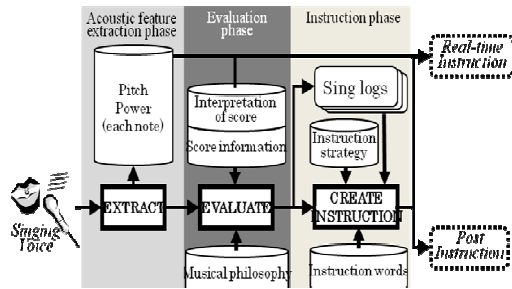 Acoustic feature
extraction phase
Evaluation
phase
Instruction phase
Real-time
Instruction
Pitch
Power
(each note)
Interpretation
of score
Score information
Sing logs
Instruction
strategy
EXTRACT
EVALUATE
CREATE
INSTRUCTION
Singing
Voice
Post
Instruction
Musical philosophy
Instruction words